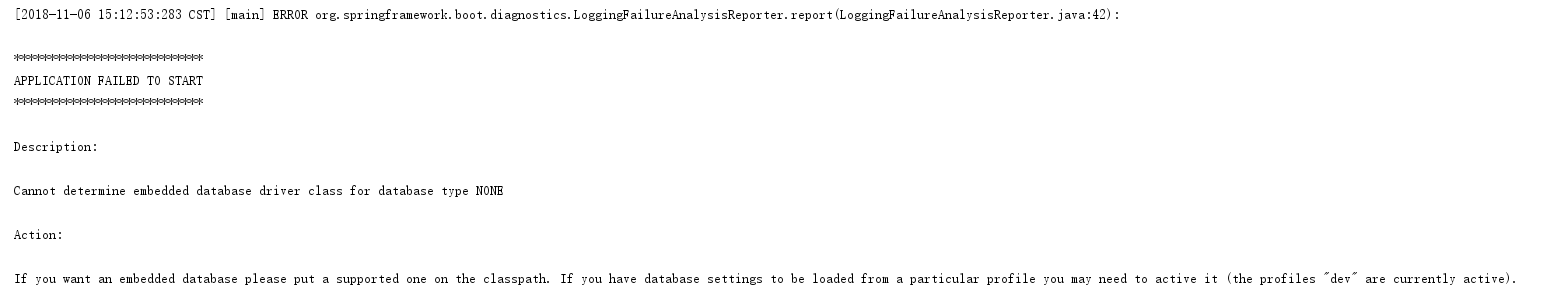 [2018-11-06 15:12:53:283 CST] [main] ERROR org.springframework.boot.diagnostics.LoggingFailureAnalysisReporter.report(LoggingFailureAnalysisReporter.java:42):
***************************
APPLICATION FAILED TO START
***************************
Description:
Cannot determine embedded database driver class for database type NONE
Action:
If you want an embedded database please put a supported one on the classpath. If you have database settings to be loaded from a particular profile you may need to active it (the profiles "dev" are currently active).